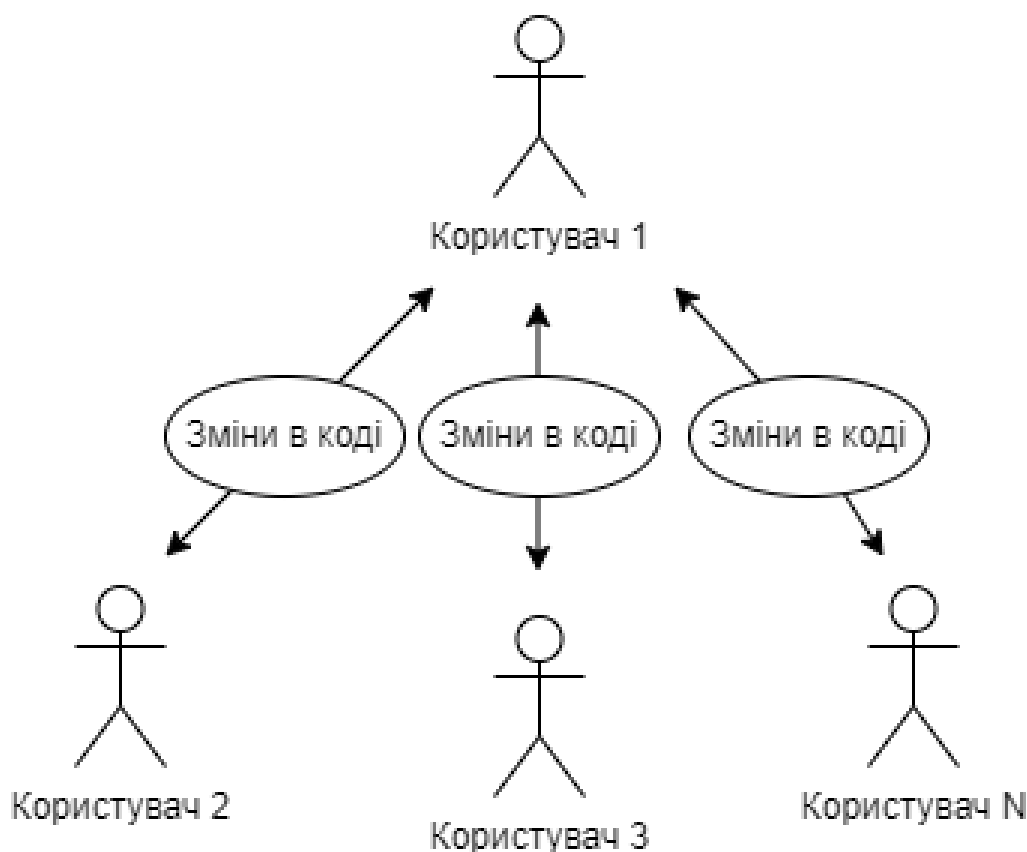 Користувач 1
Зміни в коді
Зміни в коді
Зміни в коді
Користувач 2
Користувач 3
Користувач N